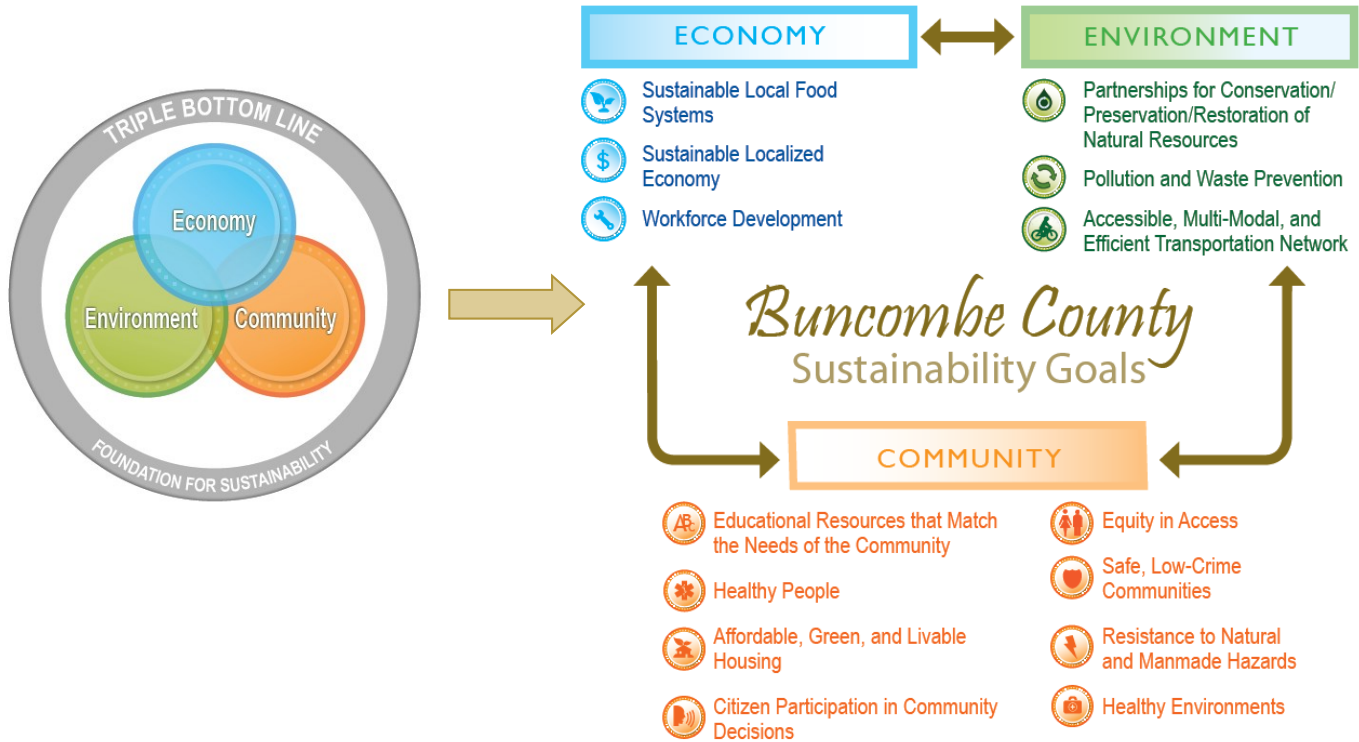 TRIPLE BOTTOM LINE
Economy
Environment
Community
FOUNDATION FOR SUSTAINABILITY
ECONOMY
Sustainable Local Food
Systems
Sustainable Localized
Economy
Workforce Development
ENVIRONMENT
Partnerships for Conservation/
Preservation/Restoration of
Natural Resources
Pollution and Waste Prevention
Accessible, Multi-Modal, and
Efficient Transportation Network
Buncombe County
Sustainability Goals
COMMUNITY
ABC
Educational Resources that Match
the Needs of the Community
Healthy People
Affordable, Green, and Livable
Housing
Citizen Participation in Community
Decisions
Equity in Access
Safe, Low-Crime
Communities
Resistance to Natural
and Manmade Hazards
Healthy Environments